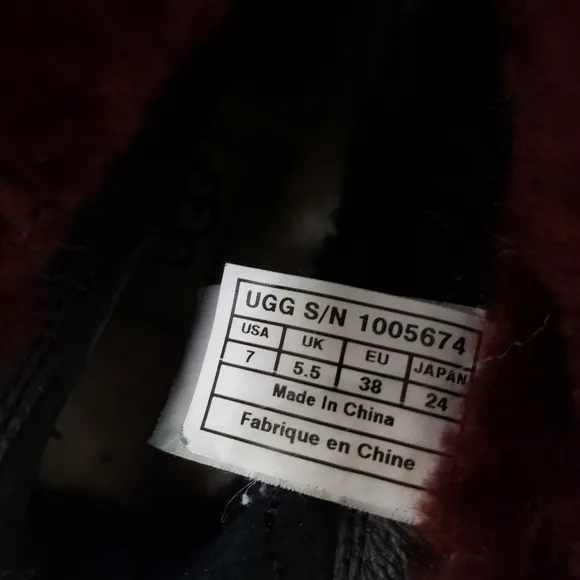 UGG S/N 1005674
USA UK EU JAPAN
7 5.5 38 24
Made In China
Fabrique en Chine